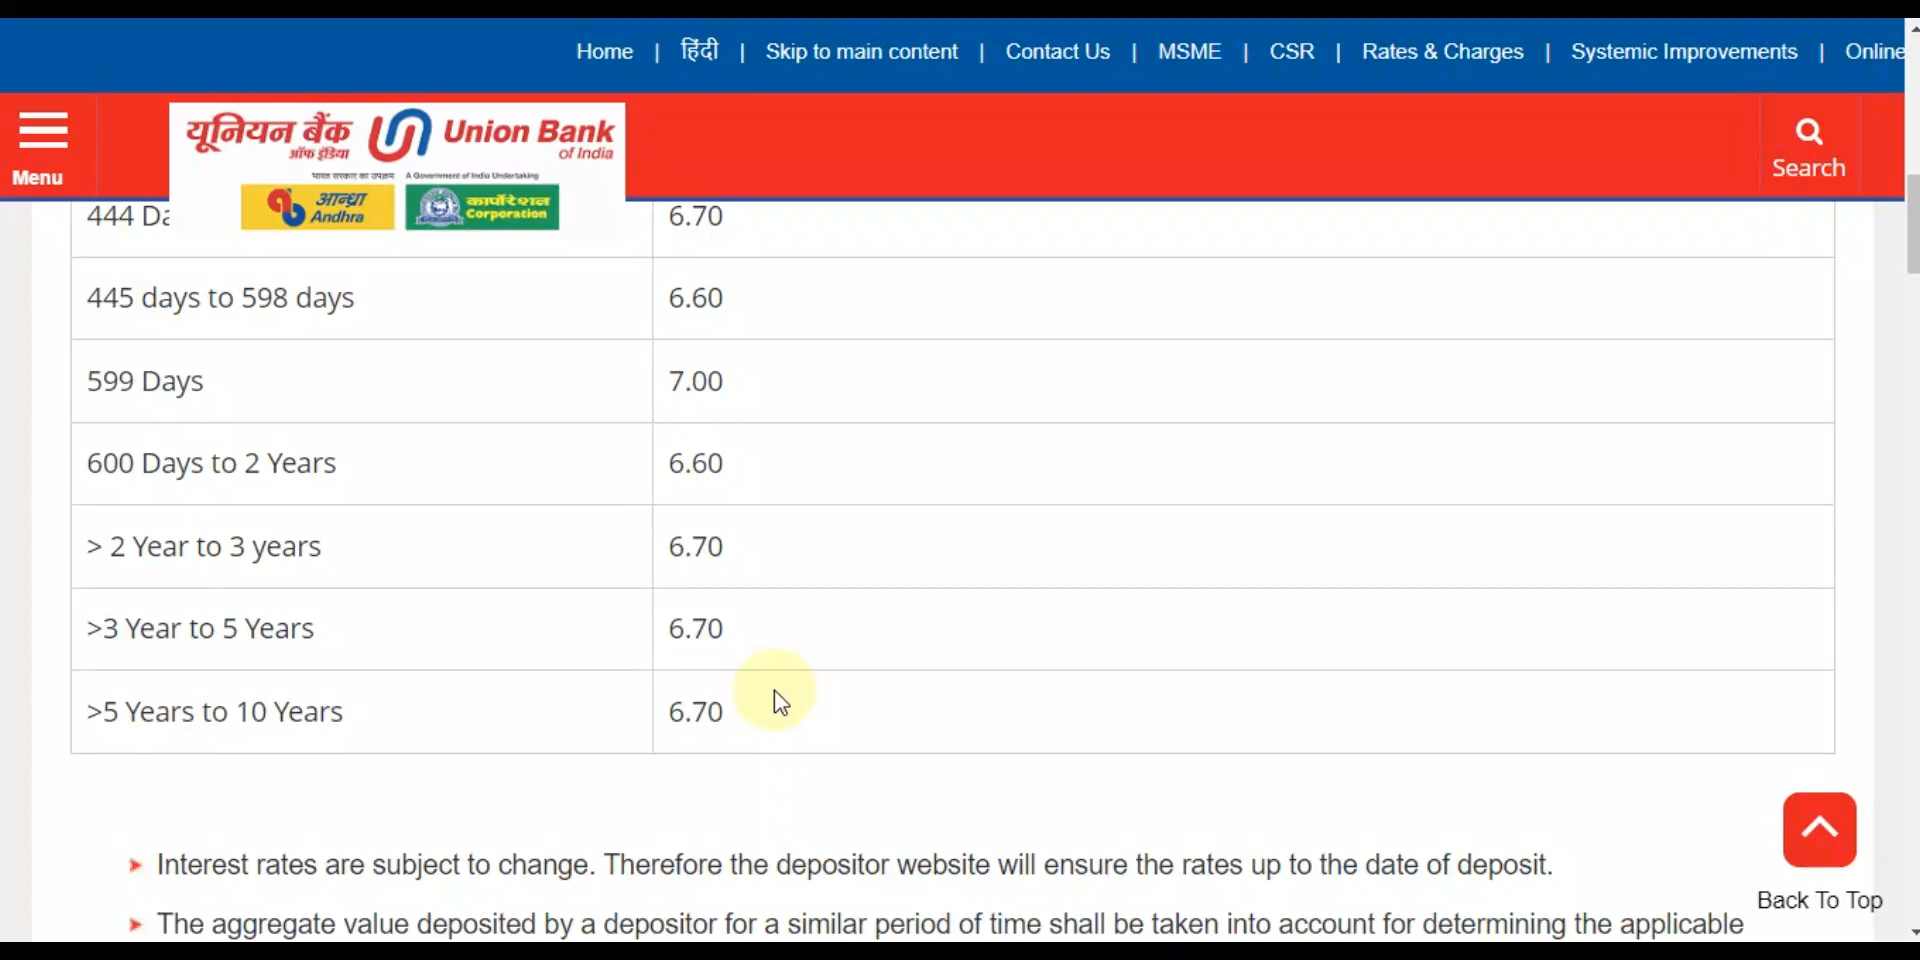 Home | हिंदी | Skip to main content | Contact Us | MSME | CSR | Rates & Charges | Systemic Improvements | Online
Menu
यूनियन बैंक Union Bank
ऑफ इंडिया of India
भारत सरकार का उपक्रम A Government of India Undertaking
आन्ध्रा Andhra
कार्पोरेशन Corporation
Search
444 Da 6.70
445 days to 598 days 6.60
599 Days 7.00
600 Days to 2 Years 6.60
> 2 Year to 3 years 6.70
>3 Year to 5 Years 6.70
>5 Years to 10 Years 6.70
Interest rates are subject to change. Therefore the depositor website will ensure the rates up to the date of deposit.
Back To Top
The aggregate value deposited by a depositor for a similar period of time shall be taken into account for determining the applicable